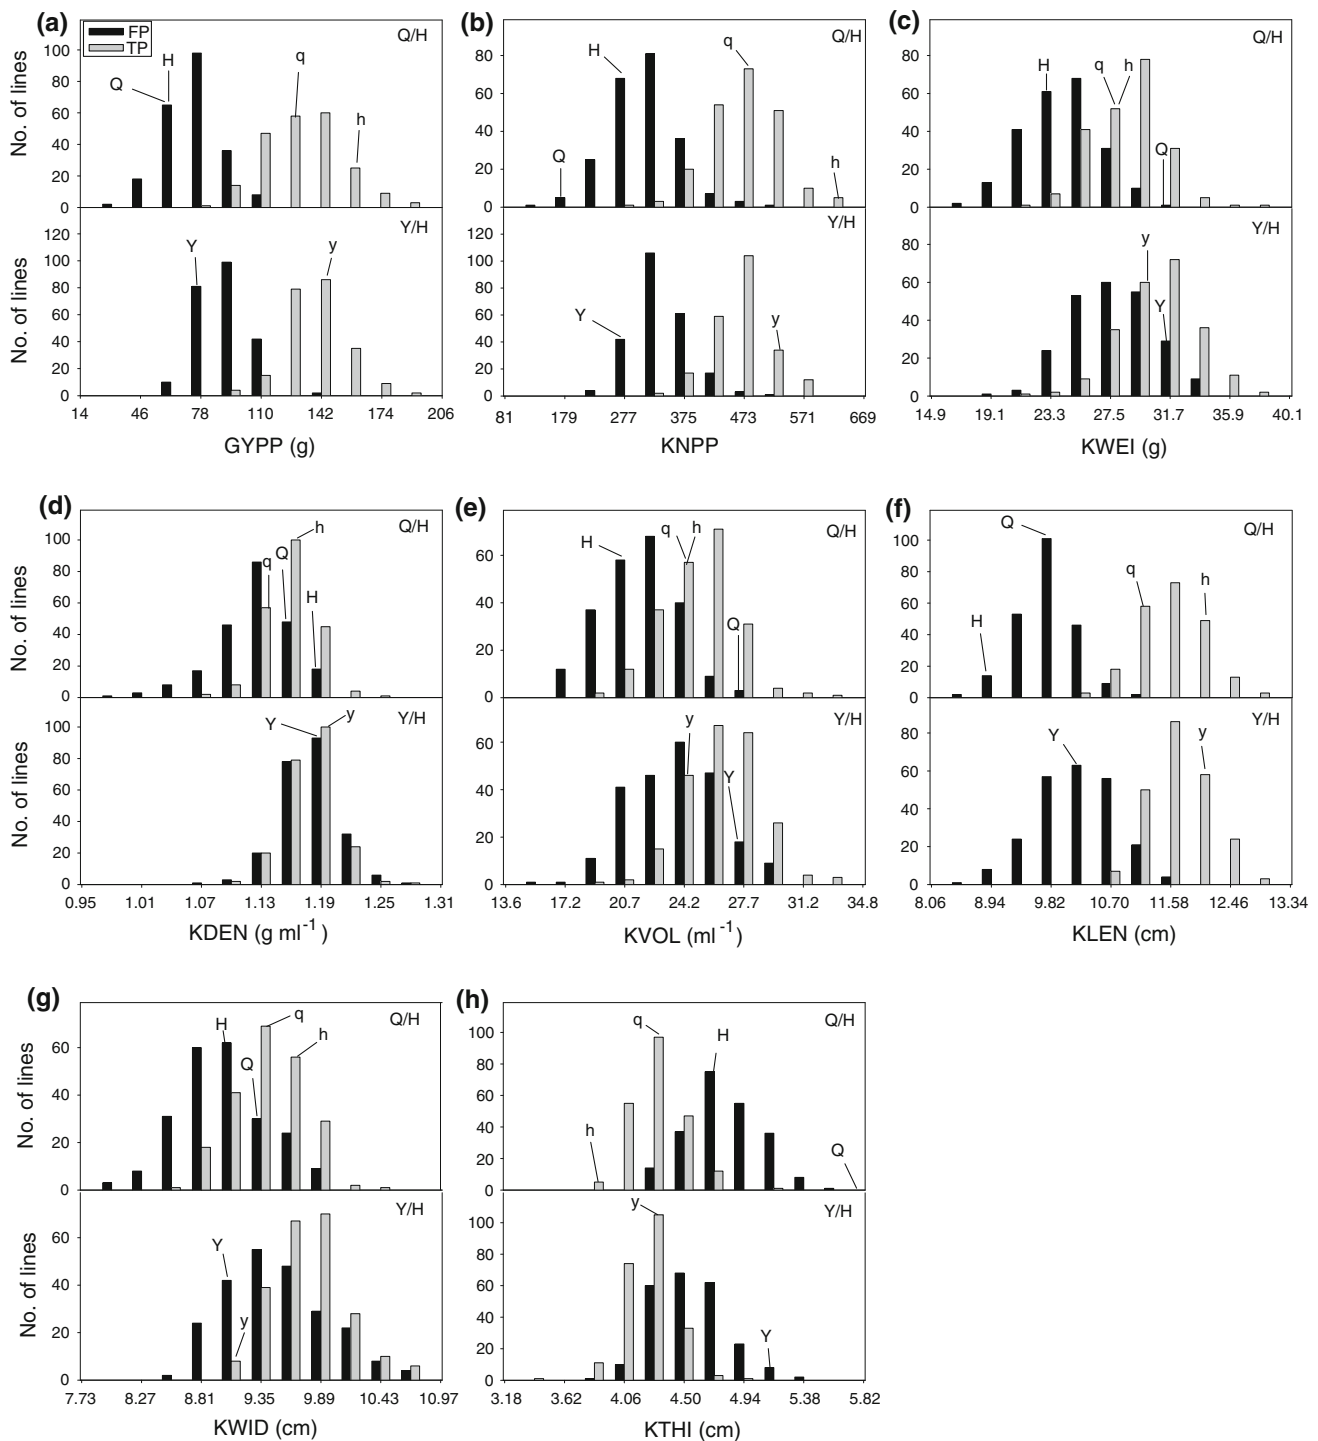 (a)
FP
TP
Q/H
No. of lines
100
80
60
40
20
0
Q
H
q
h
Y/H
No. of lines
120
100
80
60
40
20
0
Y
y
14 46 78 110 142 174 206
GYPP (g)
(b)
Q/H
80
60
40
20
0
Q
H
q
h
Y/H
120
100
80
60
40
20
0
Y
y
81 179 277 375 473 571 669
KNPP
(c)
Q/H
80
60
40
20
0
H
q
h
Q
Y/H
80
60
40
20
0
y
Y
14.9 19.1 23.3 27.5 31.7 35.9 40.1
KWEI (g)
(d)
Q/H
No. of lines
100
80
60
40
20
0
q
Q
h
H
Y/H
No. of lines
100
80
60
40
20
0
Y
y
0.95 1.01 1.07 1.13 1.19 1.25 1.31
KDEN (g ml-1)
(e)
Q/H
60
40
20
0
H
q
h
Q
Y/H
60
40
20
0
y
Y
13.6 17.2 20.7 24.2 27.7 31.2 34.8
KVOL (ml-1)
(f)
Q/H
100
80
60
40
20
0
H
Q
q
h
Y/H
80
60
40
20
0
Y
y
8.06 8.94 9.82 10.70 11.58 12.46 13.34
KLEN (cm)
(g)
Q/H
No. of lines
60
40
20
0
H
Q
q
h
Y/H
No. of lines
60
40
20
0
Y
y
7.73 8.27 8.81 9.35 9.89 10.43 10.97
KWID (cm)
(h)
Q/H
100
80
60
40
20
0
h
q
H
Q
Y/H
100
80
60
40
20
0
y
Y
3.18 3.62 4.06 4.50 4.94 5.38 5.82
KTHI (cm)